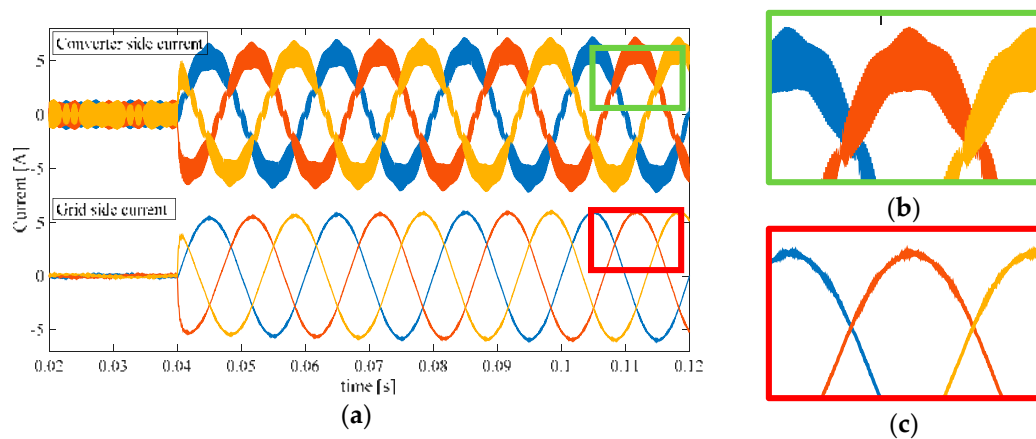 Converter side current
5
0
-5
Current [A]
Grid side current
5
0
-5
0.02 0.03 0.04 0.05 0.06 0.07 0.08 0.09 0.1 0.11 0.12
time [s]
(a)
(b)
(c)